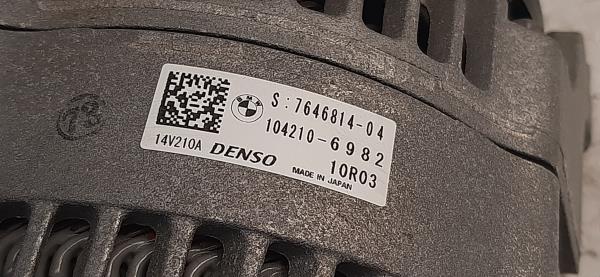 S:7646814-04
104210-6982
14V210A DENSO 10R03
MADE IN JAPAN